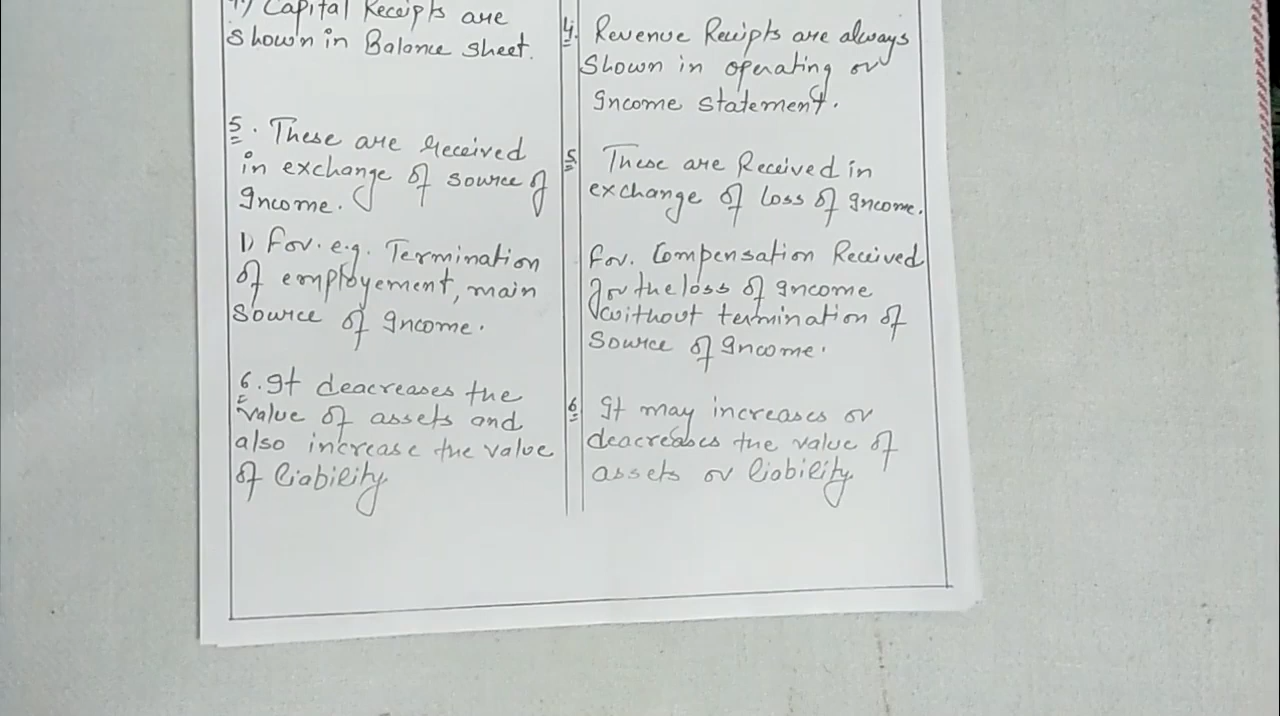 4) Capital Receipts are
shown in Balance sheet.
5. These are received
in exchange of source of
Income.
1) For. e.g. Termination
of employement, main
source of Income.
6. It deacreases the
value of assets and
also increase the value
of liability
4. Revenue Receipts are always
Shown in operating or
Income statement.
5. These are Received in
exchange of loss of Income.
for. Compensation Received
for the loss of Income
without termination of
Source of Income.
6. It may increases or
deacreases the value of
assets or liability